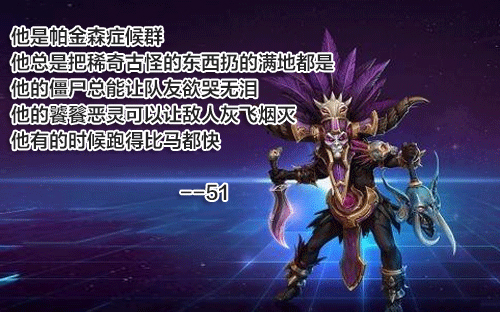 他是帕金森症候群
他总是把稀奇古怪的东西扔的满地都是
他的僵尸总能让队友欲哭无泪
他的饕餮恶灵可以让敌人灰飞烟灭
他有的时候跑得比马都快
--51